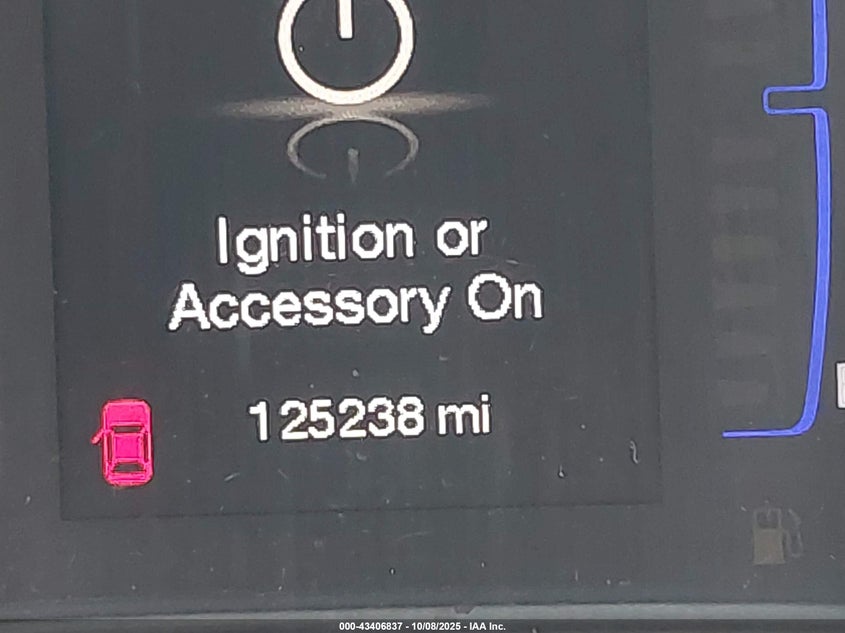 Ignition or
Accessory On
125238 mi
000-43406837 - 10/08/2025 - IAA Inc.